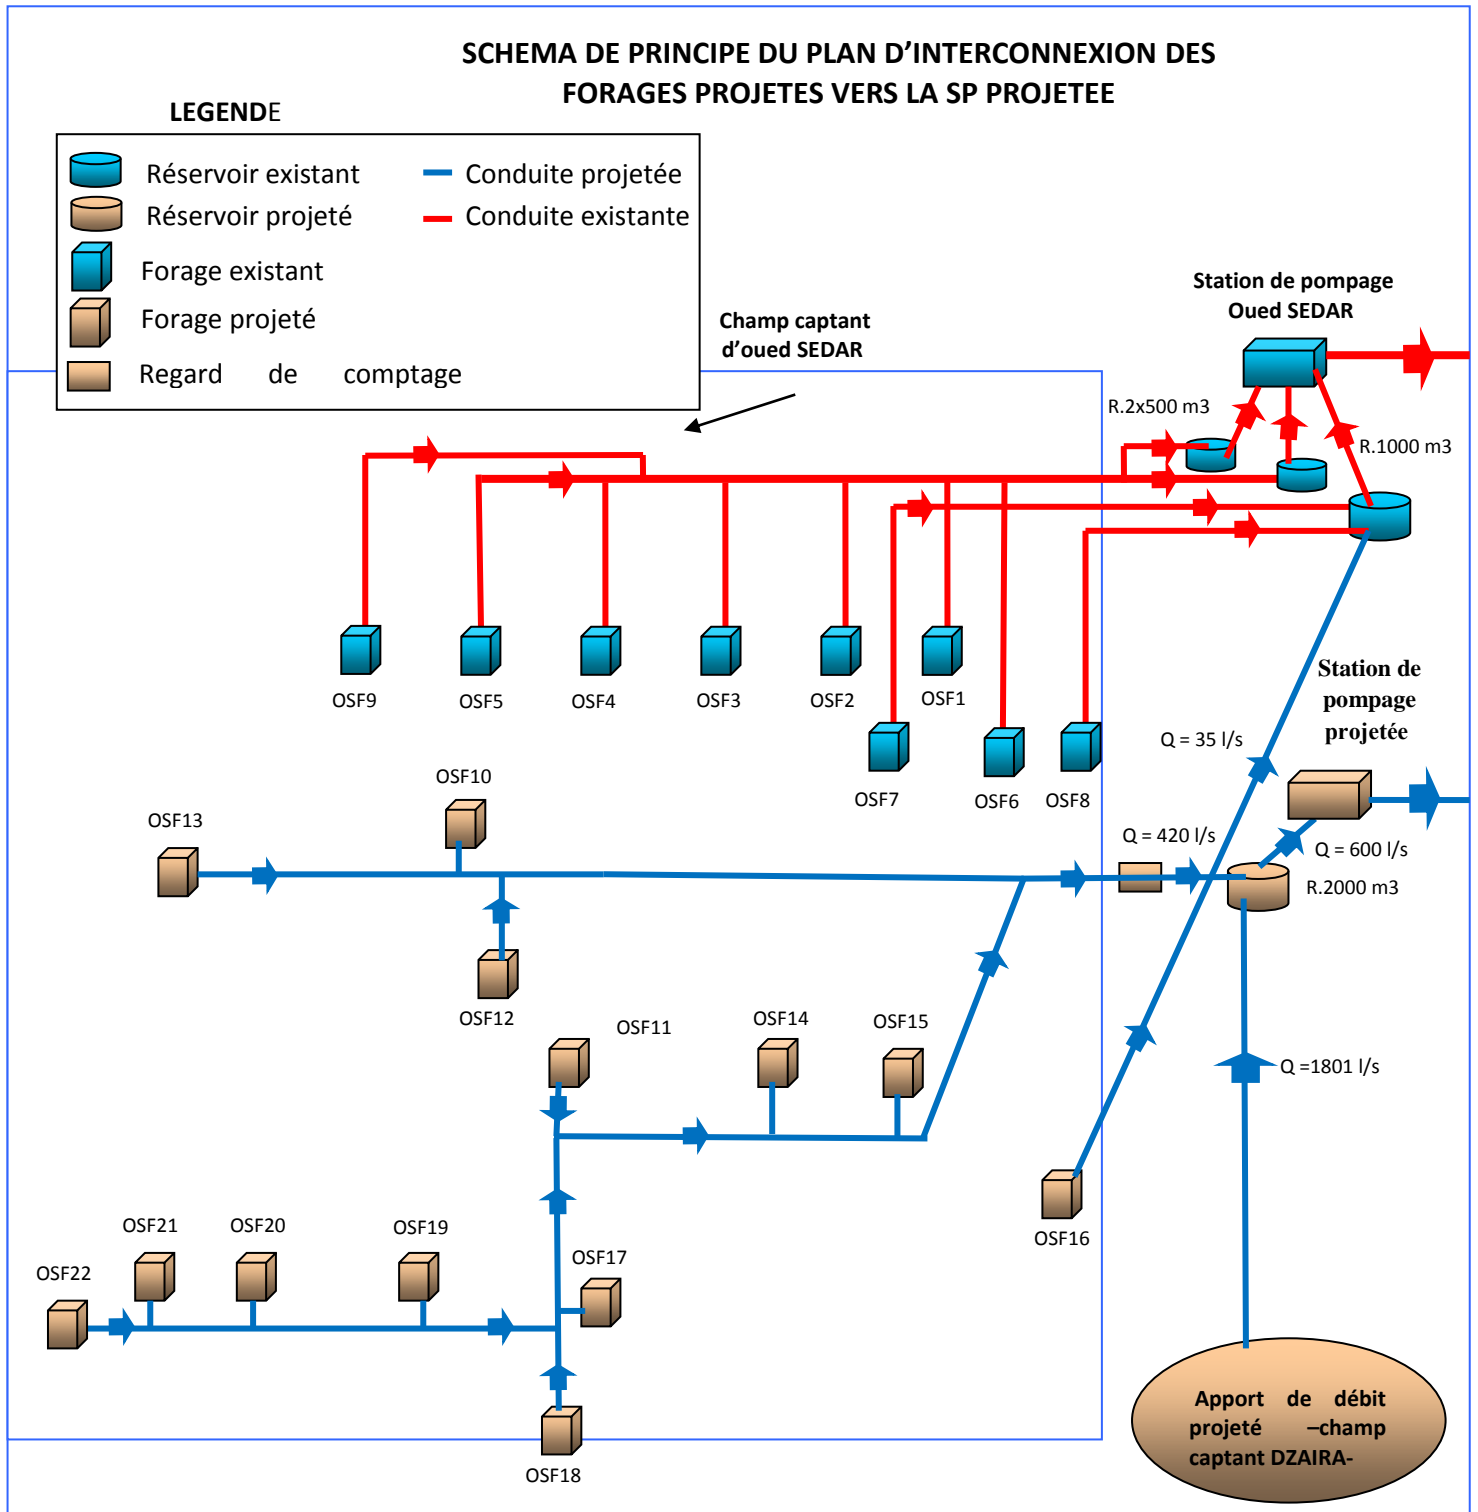 SCHEMA DE PRINCIPE DU PLAN D’INTERCONNEXION DES
FORAGES PROJETES VERS LA SP PROJETEE
LEGENDE
Réservoir existant
Conduite projetée
Réservoir projeté
Conduite existante
Forage existant
Forage projeté
Regard de comptage
Champ captant
d’oued SEDAR
Station de pompage
Oued SEDAR
R.2x500 m3
R.1000 m3
OSF9
OSF5
OSF4
OSF3
OSF2
OSF1
OSF7
OSF6
OSF8
Station de
pompage
projetée
Q = 35 l/s
OSF10
OSF13
Q = 420 l/s
Q = 600 l/s
R.2000 m3
OSF12
OSF11
OSF14
OSF15
Q =1801 l/s
OSF16
OSF21
OSF20
OSF19
OSF17
OSF22
OSF18
Apport de débit
projeté –champ
captant DZAIRA-